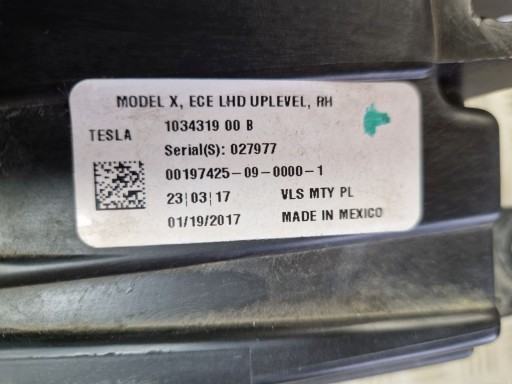 MODEL X, ECE LHD UPLEVEL, RH
TESLA 1034319 00 B
Serial(S): 027977
00197425-09-0000-1
23|03|17 VLS MTY PL
01/19/2017 MADE IN MEXICO